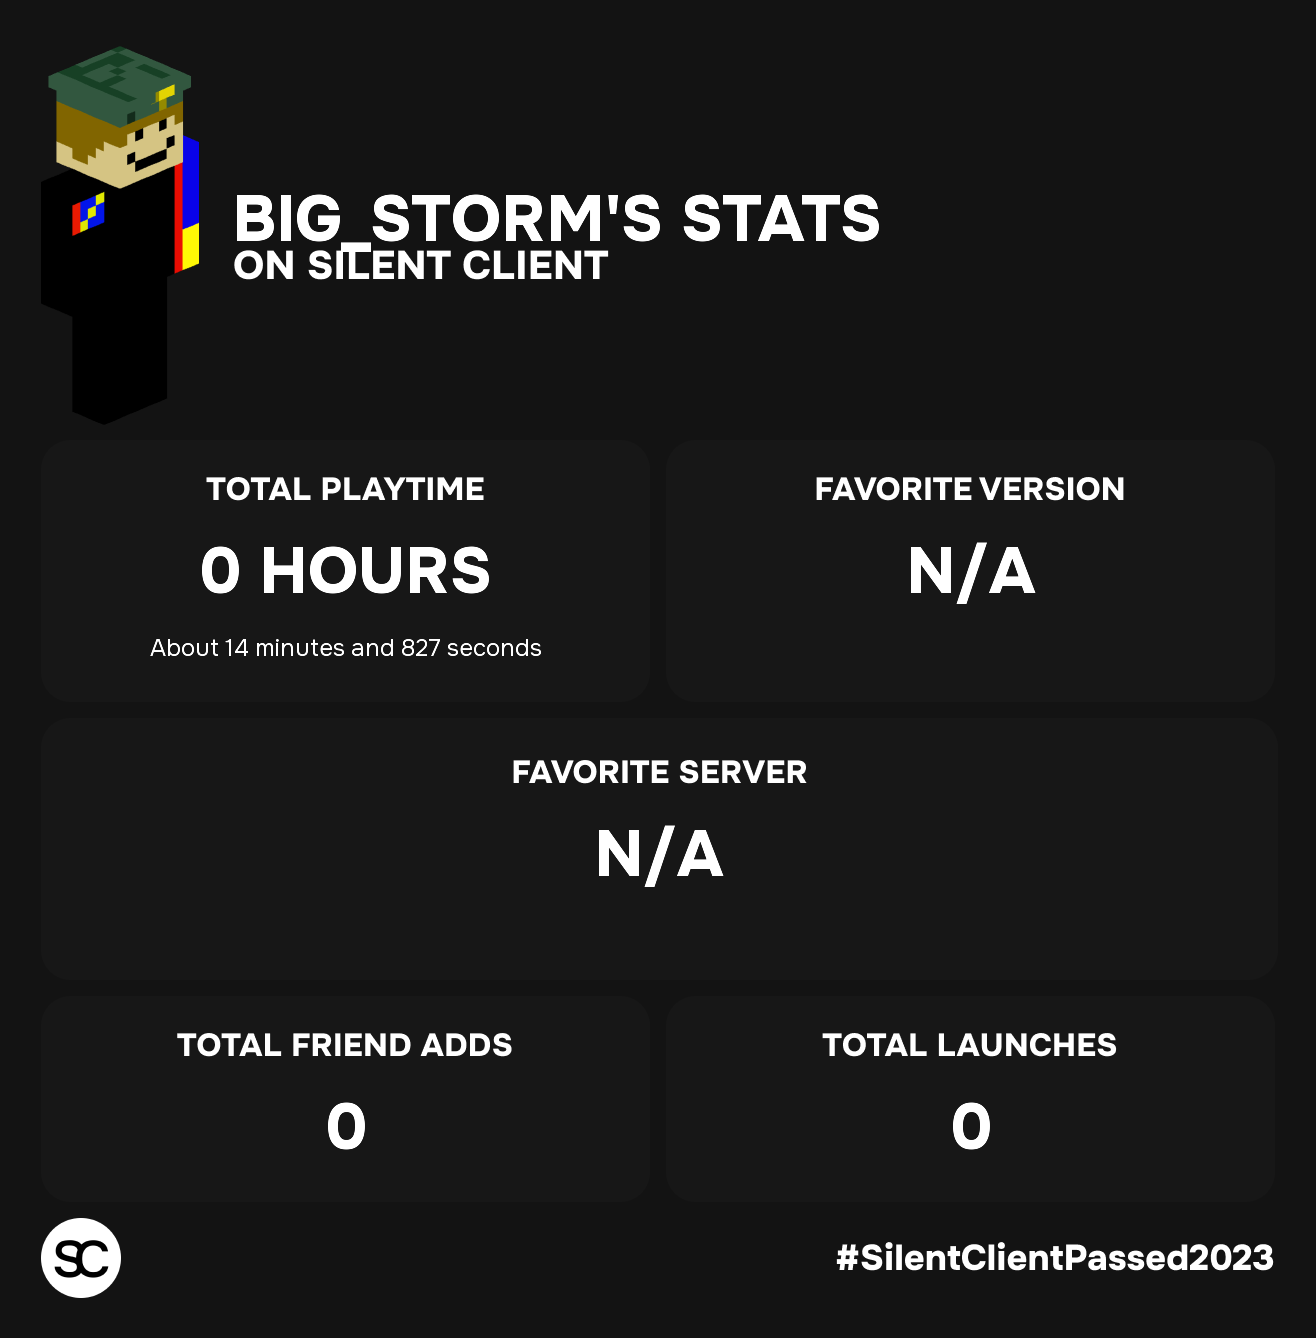 BIG_STORM'S STATS
ON SILENT CLIENT
TOTAL PLAYTIME
0 HOURS
About 14 minutes and 827 seconds
FAVORITE VERSION
N/A
FAVORITE SERVER
N/A
TOTAL FRIEND ADDS
0
TOTAL LAUNCHES
0
SC
#SilentClientPassed2023